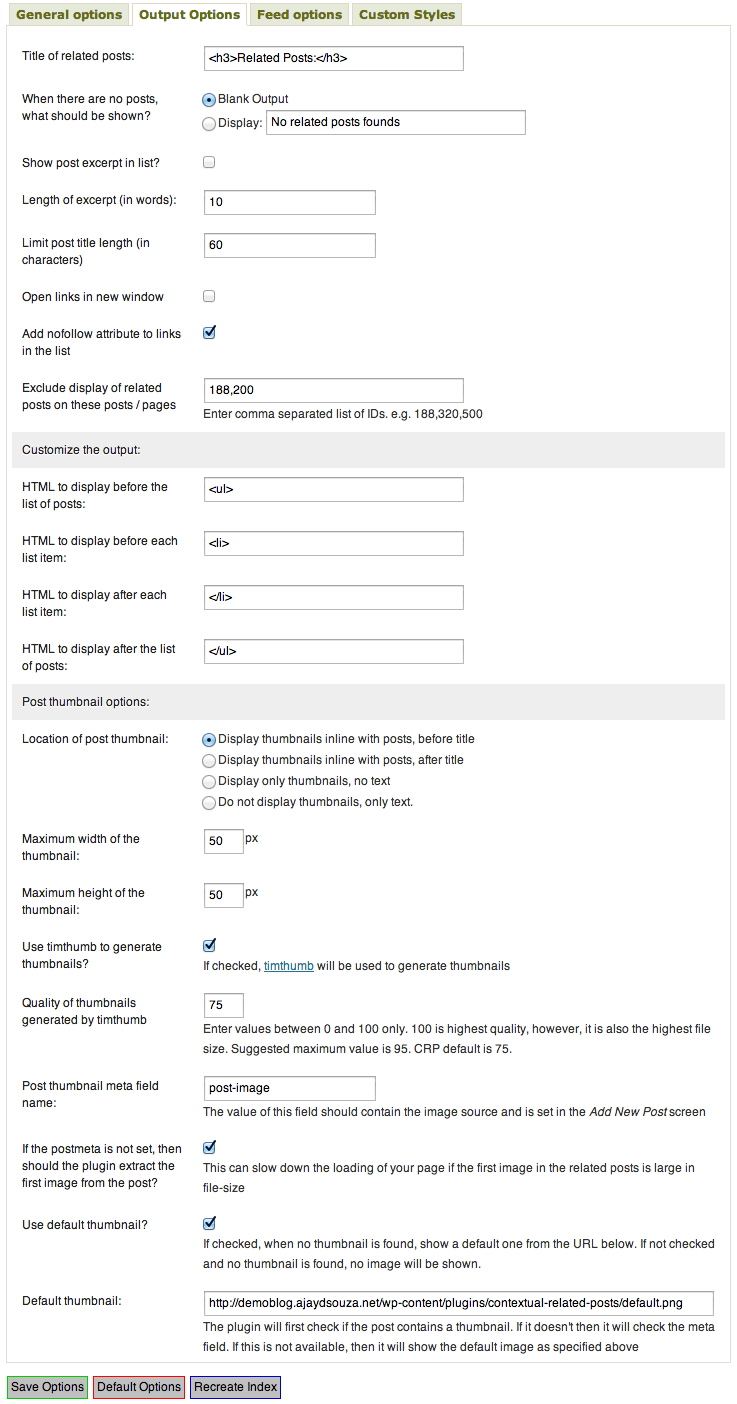 General options
Output Options
Feed options
Custom Styles
Title of related posts:
<h3>Related Posts:</h3>
When there are no posts,
what should be shown?
Blank Output
Display:
No related posts founds
Show post excerpt in list?
Length of excerpt (in words):
10
Limit post title length (in
characters)
60
Open links in new window
Add nofollow attribute to links
in the list
Exclude display of related
posts on these posts / pages
188,200
Enter comma separated list of IDs. e.g. 188,320,500
Customize the output:
HTML to display before the
list of posts:
<ul>
HTML to display before each
list item:
<li>
HTML to display after each
list item:
</li>
HTML to display after the list
of posts:
</ul>
Post thumbnail options:
Location of post thumbnail:
Display thumbnails inline with posts, before title
Display thumbnails inline with posts, after title
Display only thumbnails, no text
Do not display thumbnails, only text.
Maximum width of the
thumbnail:
50 px
Maximum height of the
thumbnail:
50 px
Use timthumb to generate
thumbnails?
If checked, timthumb will be used to generate thumbnails
Quality of thumbnails
generated by timthumb
75
Enter values between 0 and 100 only. 100 is highest quality, however, it is also the highest file
size. Suggested maximum value is 95. CRP default is 75.
Post thumbnail meta field
name:
post-image
The value of this field should contain the image source and is set in the Add New Post screen
If the postmeta is not set, then
should the plugin extract the
first image from the post?
This can slow down the loading of your page if the first image in the related posts is large in
file-size
Use default thumbnail?
If checked, when no thumbnail is found, show a default one from the URL below. If not checked
and no thumbnail is found, no image will be shown.
Default thumbnail:
http://demoblog.ajaydsouza.net/wp-content/plugins/contextual-related-posts/default.png
The plugin will first check if the post contains a thumbnail. If it doesn't then it will check the meta
field. If this is not available, then it will show the default image as specified above
Save Options
Default Options
Recreate Index